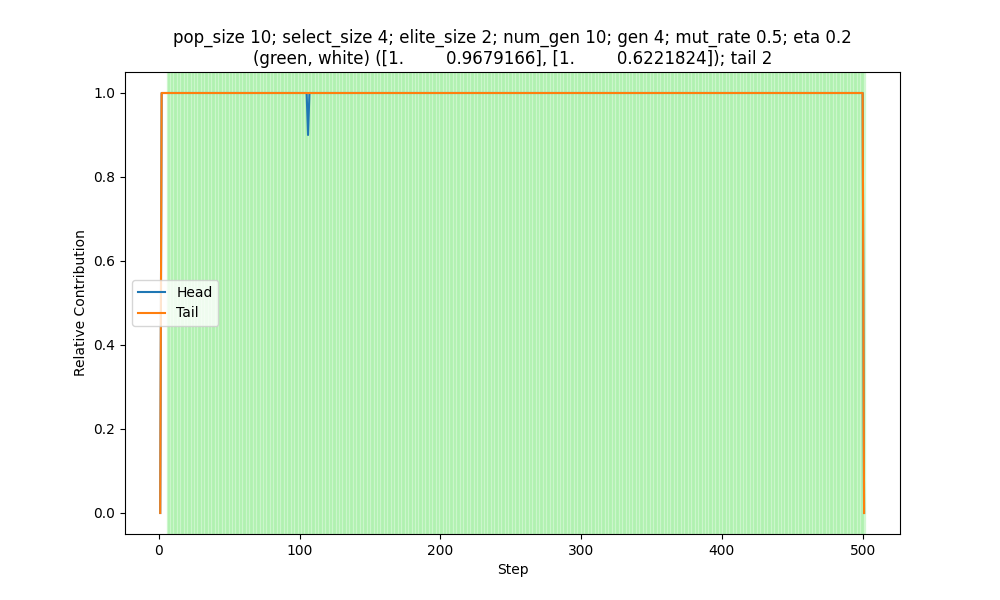 pop_size 10; select_size 4; elite_size 2; num_gen 10; gen 4; mut_rate 0.5; eta 0.2
(green, white) ([1.         0.9679166], [1.         0.6221824]); tail 2
1.0
0.8
0.6
0.4
0.2
0.0
Relative Contribution
Head
Tail
0 100 200 300 400 500
Step